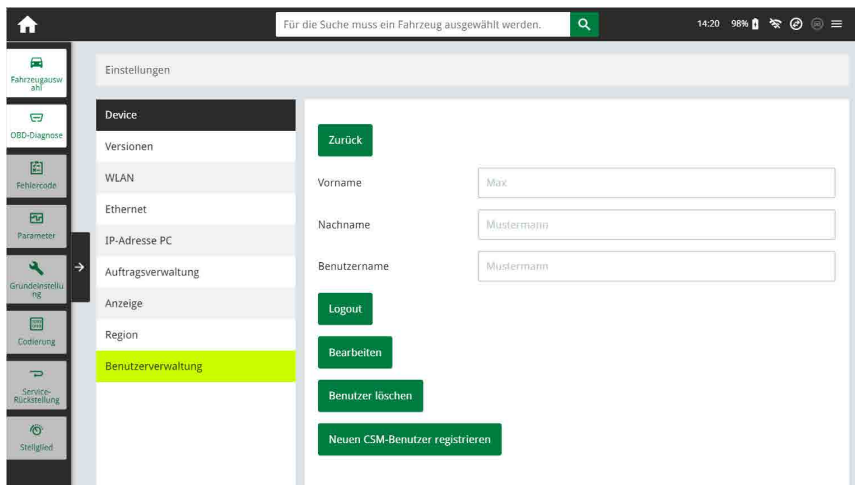 Für die Suche muss ein Fahrzeug ausgewählt werden.
14:20 98%
Fahrzeugausw
ahl
OBD-Diagnose
Fehlercode
Parameter
Grundeinstellu
ng
Codierung
Service-
Rückstellung
Stellglied
Einstellungen
Device
Versionen
WLAN
Ethernet
IP-Adresse PC
Auftragsverwaltung
Anzeige
Region
Benutzerverwaltung
Zurück
Vorname Max
Nachname Mustermann
Benutzername Mustermann
Logout
Bearbeiten
Benutzer löschen
Neuen CSM-Benutzer registrieren